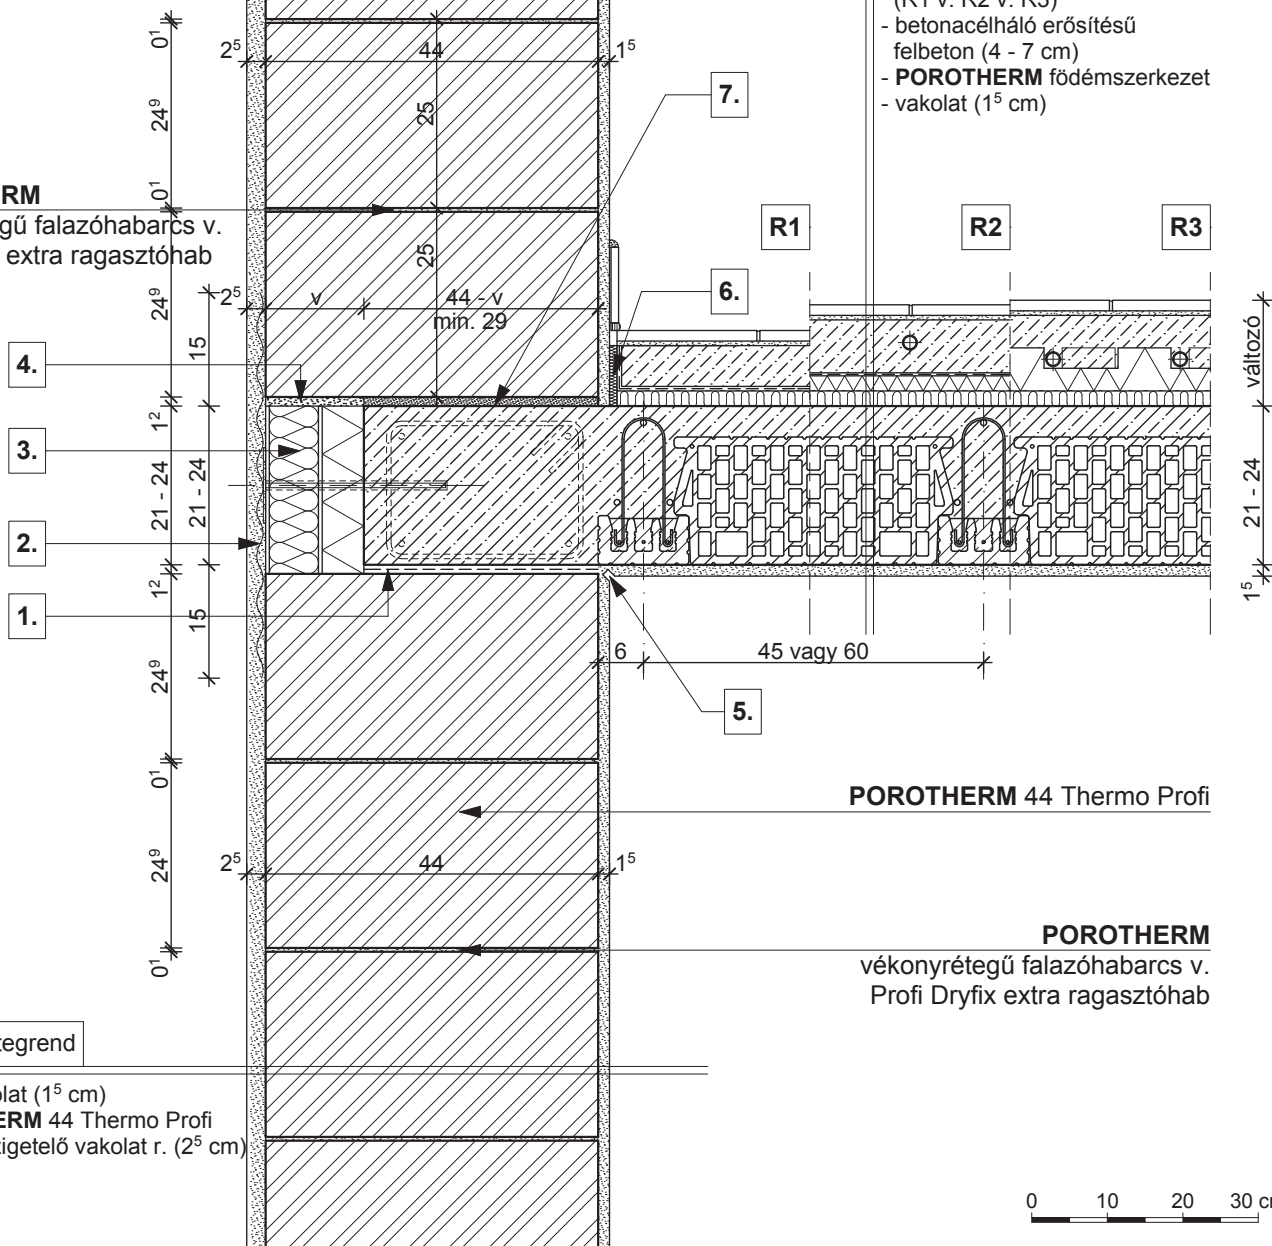 (R1 v. R2 v. R3)
- betonacélháló erősítésű
felbeton (4 - 7 cm)
- POROTHERM födémszerkezet
- vakolat (1⁵ cm)
0¹
24⁹
0¹
24⁹
1²
21 - 24
1²
24⁹
0¹
24⁹
0¹
15
21 - 24
15
2⁵
44
1⁵
25
25
7.
RM
gű falazóhabarcs v.
extra ragasztóhab
2⁵
v
44 - v
min. 29
6.
R1
R2
R3
4.
3.
2.
1.
változó
21 - 24
1⁵
6
45 vagy 60
5.
POROTHERM 44 Thermo Profi
2⁵
44
1⁵
POROTHERM
vékonyrétegű falazóhabarcs v.
Profi Dryfix extra ragasztóhab
tegrend
olat (1⁵ cm)
ERM 44 Thermo Profi
zigetelő vakolat r. (2⁵ cm)
0 10 20 30 c